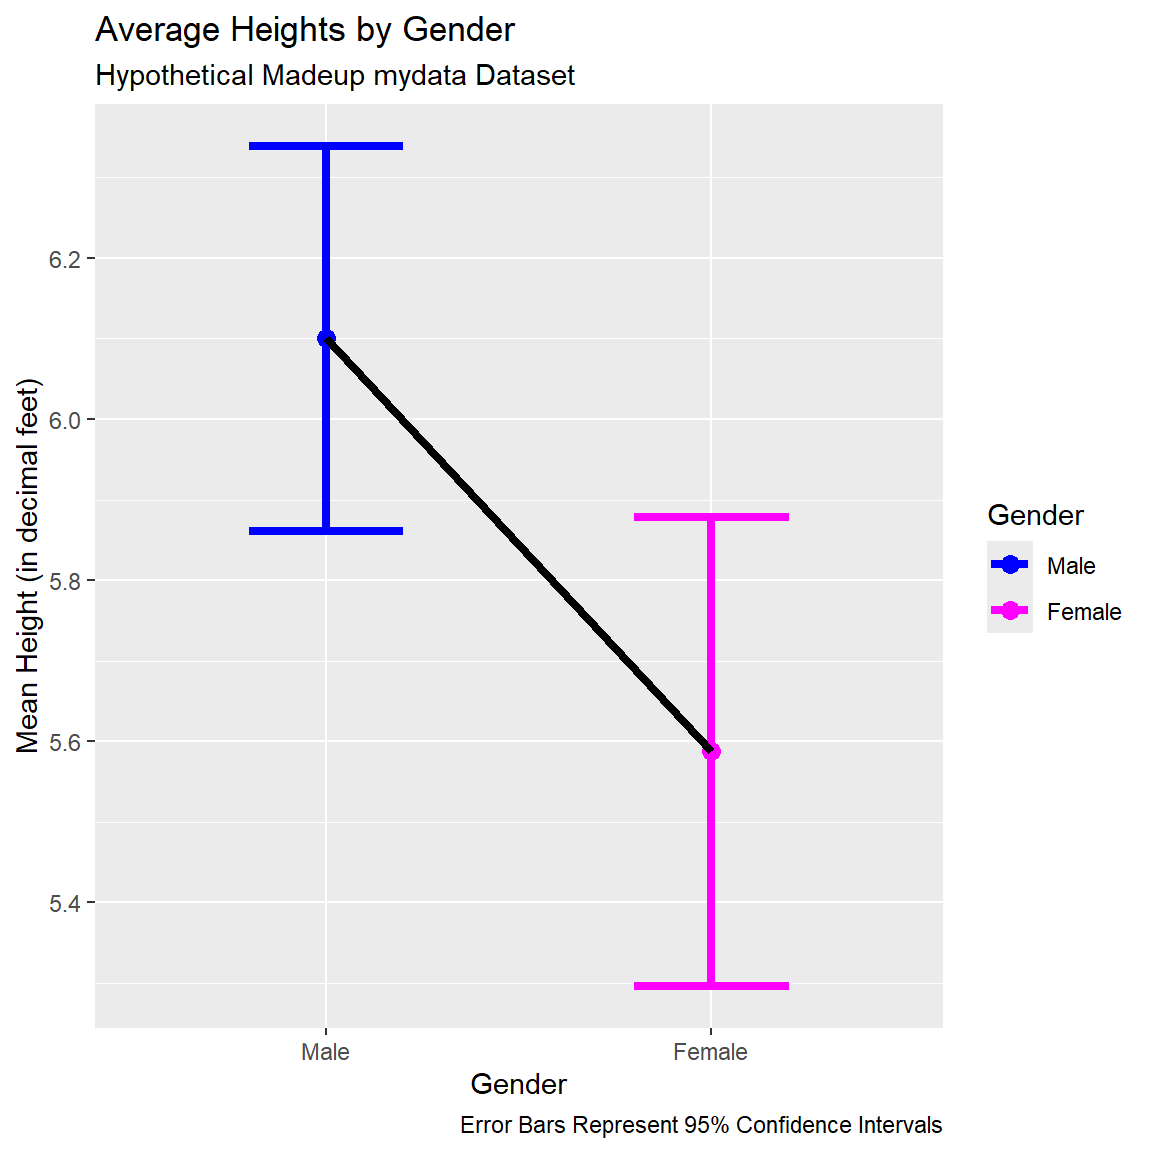 Average Heights by Gender
Hypothetical Madeup mydata Dataset
Mean Height (in decimal feet)
6.2
6.0
5.8
5.6
5.4
Male
Female
Gender
Error Bars Represent 95% Confidence Intervals
Gender
Male
Female